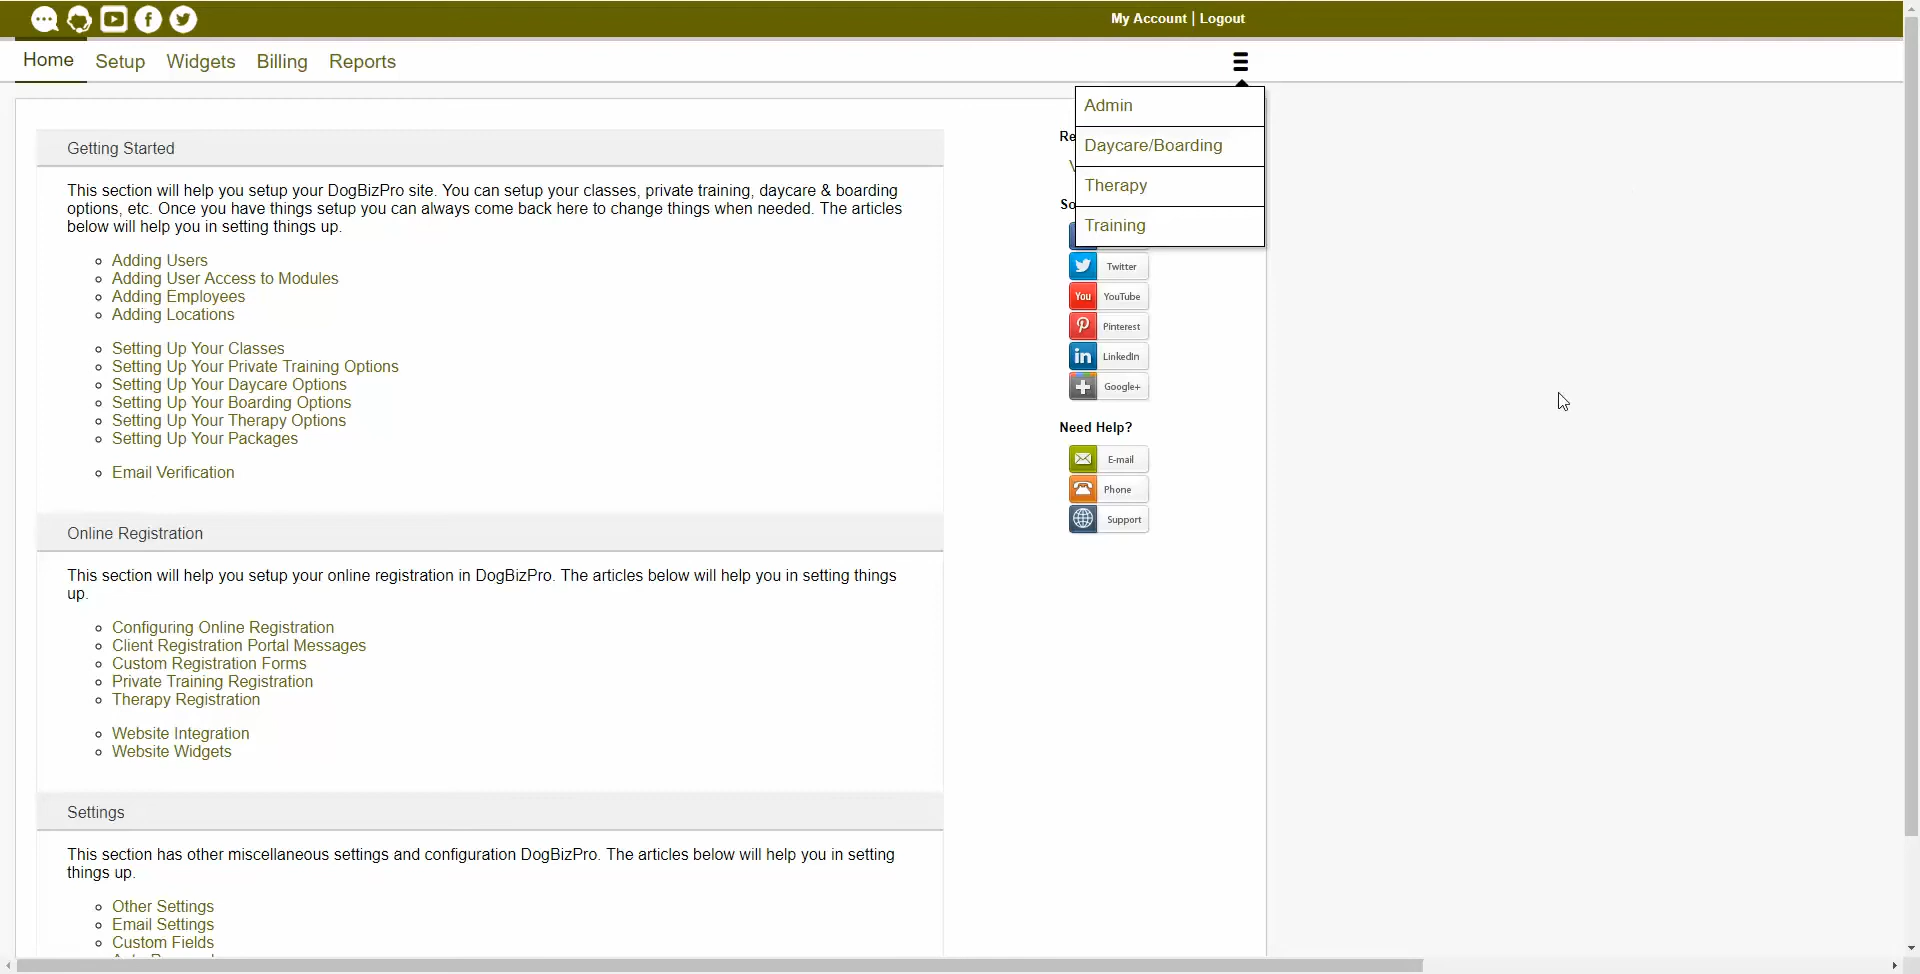 My Account | Logout
Home Setup Widgets Billing Reports
Admin
Daycare/Boarding
Therapy
Training
Getting Started
This section will help you setup your DogBizPro site. You can setup your classes, private training, daycare & boarding
options, etc. Once you have things setup you can always come back here to change things when needed. The articles
below will help you in setting things up.
Adding Users
Adding User Access to Modules
Adding Employees
Adding Locations
Setting Up Your Classes
Setting Up Your Private Training Options
Setting Up Your Daycare Options
Setting Up Your Boarding Options
Setting Up Your Therapy Options
Setting Up Your Packages
Email Verification
Online Registration
This section will help you setup your online registration in DogBizPro. The articles below will help you in setting things
up.
Configuring Online Registration
Client Registration Portal Messages
Custom Registration Forms
Private Training Registration
Therapy Registration
Website Integration
Website Widgets
Settings
This section has other miscellaneous settings and configuration DogBizPro. The articles below will help you in setting
things up.
Other Settings
Email Settings
Custom Fields
Twitter
You YouTube
Pinterest
in LinkedIn
Google+
Need Help?
E-mail
Phone
Support